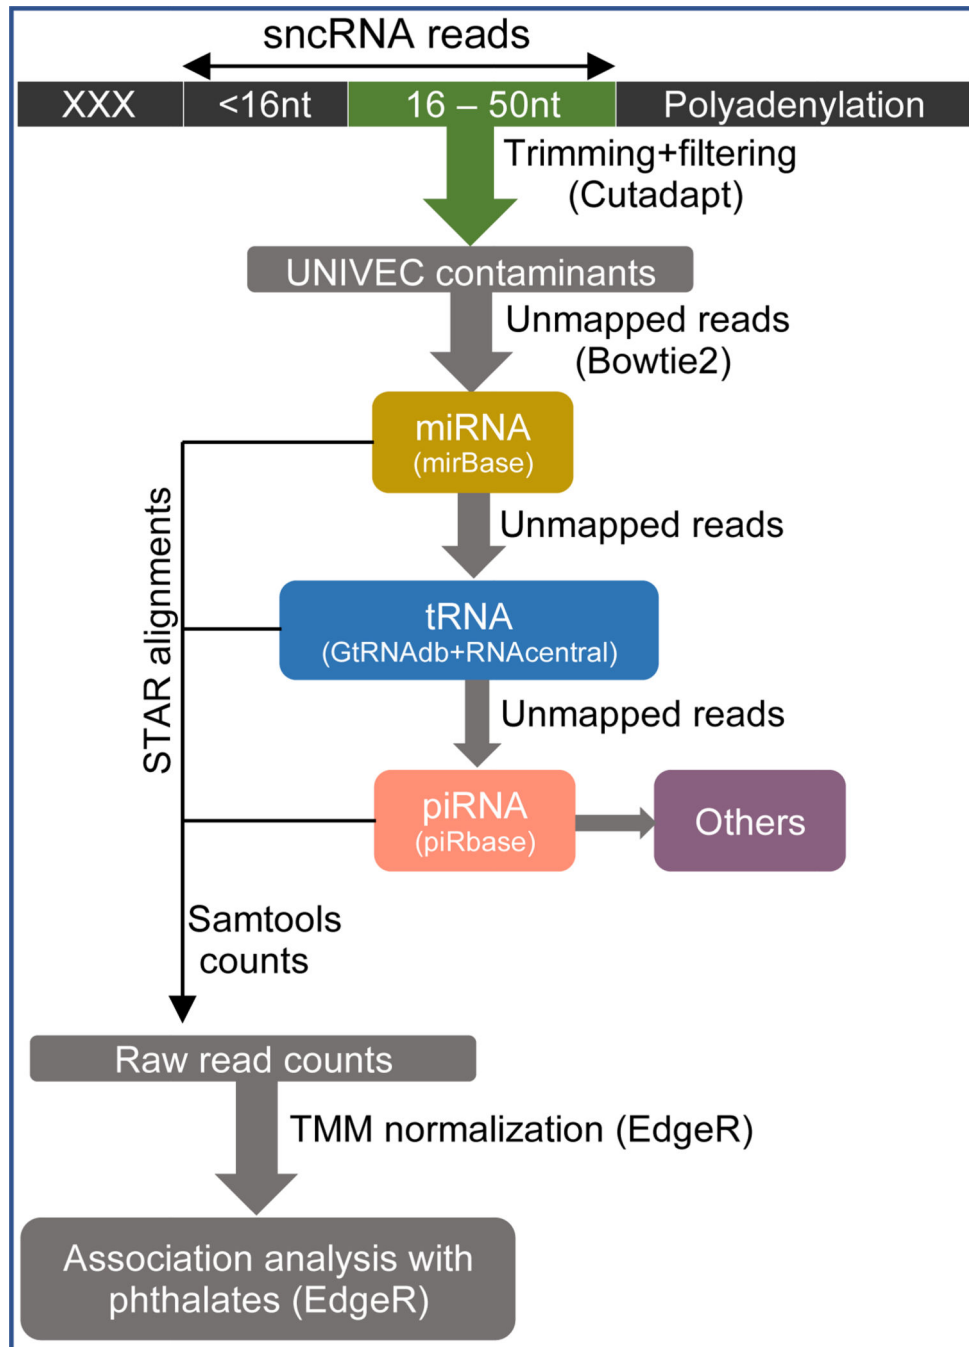 sncRNA reads
XXX
<16nt
16 – 50nt
Polyadenylation
Trimming+filtering
(Cutadapt)
UNIVEC contaminants
Unmapped reads
(Bowtie2)
miRNA
(mirBase)
Unmapped reads
tRNA
(GtRNAdb+RNAcentral)
Unmapped reads
piRNA
(piRbase)
Others
STAR alignments
Samtools
counts
Raw read counts
TMM normalization (EdgeR)
Association analysis with
phthalates (EdgeR)